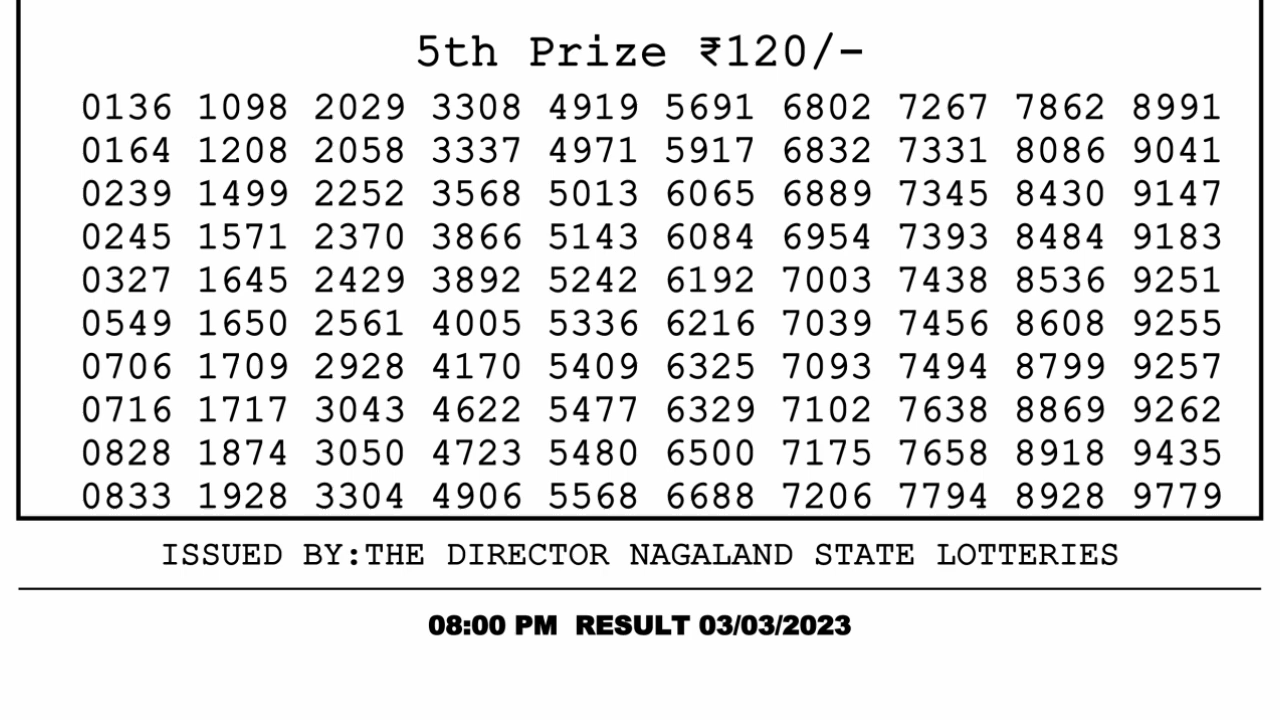 5th Prize ₹120/-
0136 1098 2029 3308 4919 5691 6802 7267 7862 8991
0164 1208 2058 3337 4971 5917 6832 7331 8086 9041
0239 1499 2252 3568 5013 6065 6889 7345 8430 9147
0245 1571 2370 3866 5143 6084 6954 7393 8484 9183
0327 1645 2429 3892 5242 6192 7003 7438 8536 9251
0549 1650 2561 4005 5336 6216 7039 7456 8608 9255
0706 1709 2928 4170 5409 6325 7093 7494 8799 9257
0716 1717 3043 4622 5477 6329 7102 7638 8869 9262
0828 1874 3050 4723 5480 6500 7175 7658 8918 9435
0833 1928 3304 4906 5568 6688 7206 7794 8928 9779
ISSUED BY:THE DIRECTOR NAGALAND STATE LOTTERIES
08:00 PM RESULT 03/03/2023